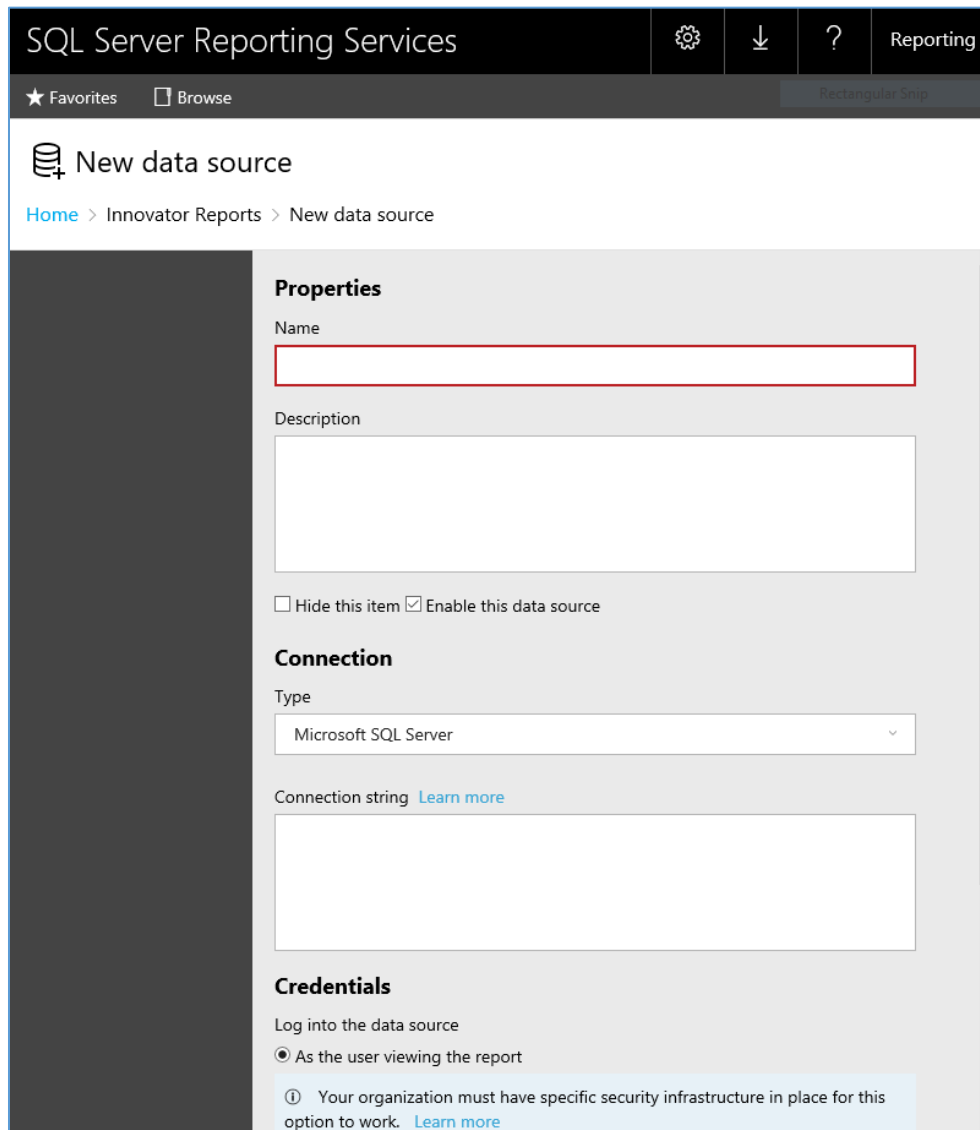 SQL Server Reporting Services
?
Reporting
Favorites
Browse
Rectangular Snip
New data source
Home > Innovator Reports > New data source
Properties
Name
Description
Hide this item Enable this data source
Connection
Type
Microsoft SQL Server
Connection string Learn more
Credentials
Log into the data source
As the user viewing the report
Your organization must have specific security infrastructure in place for this
option to work. Learn more